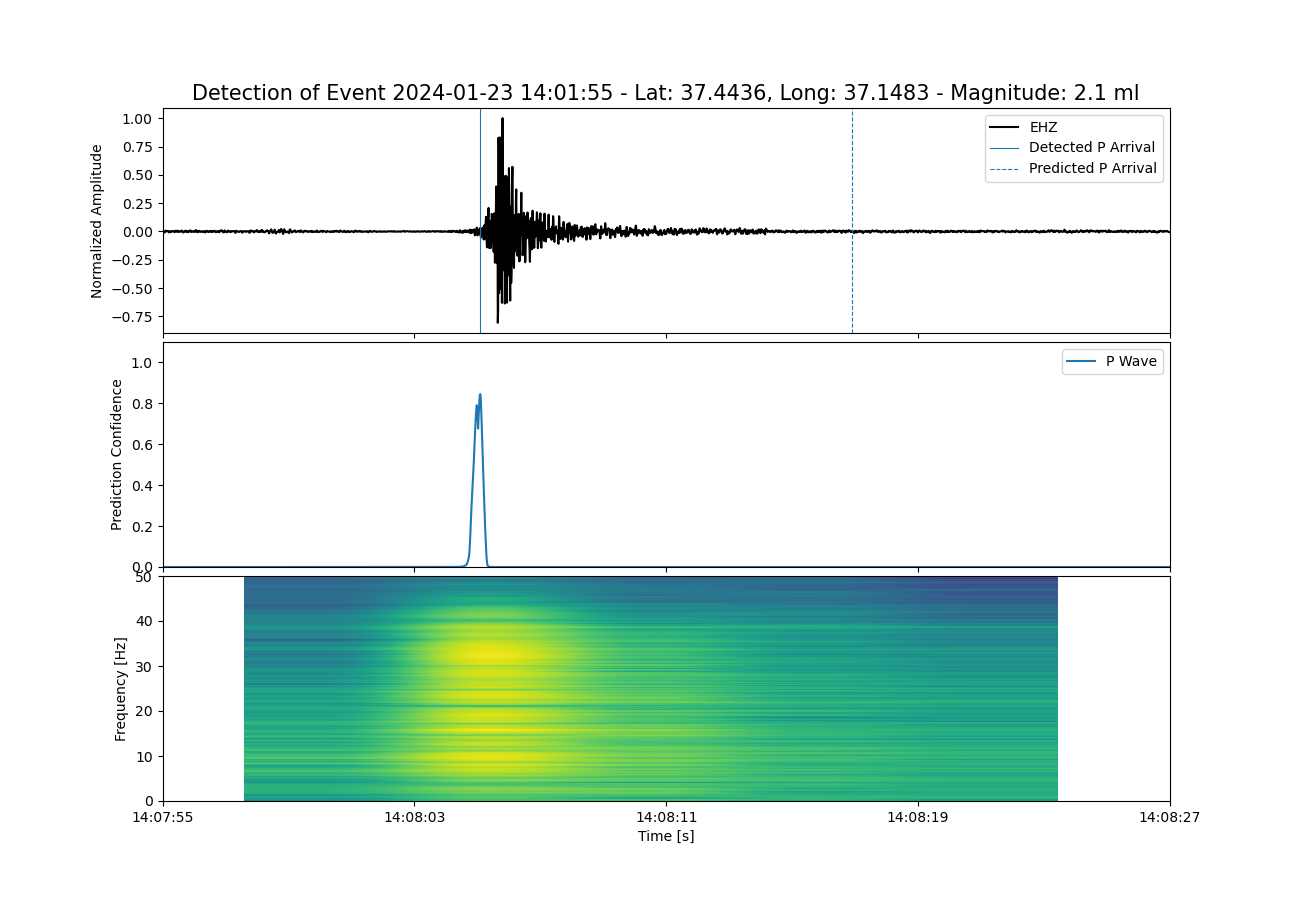 Detection of Event 2024-01-23 14:01:55 - Lat: 37.4436, Long: 37.1483 - Magnitude: 2.1 ml
Normalized Amplitude
1.00
0.75
0.50
0.25
0.00
−0.25
−0.50
−0.75
EHZ
Detected P Arrival
Predicted P Arrival
Prediction Confidence
1.0
0.8
0.6
0.4
0.2
0.0
P Wave
Frequency [Hz]
50
40
30
20
10
0
14:07:55 14:08:03 14:08:11 14:08:19 14:08:27
Time [s]